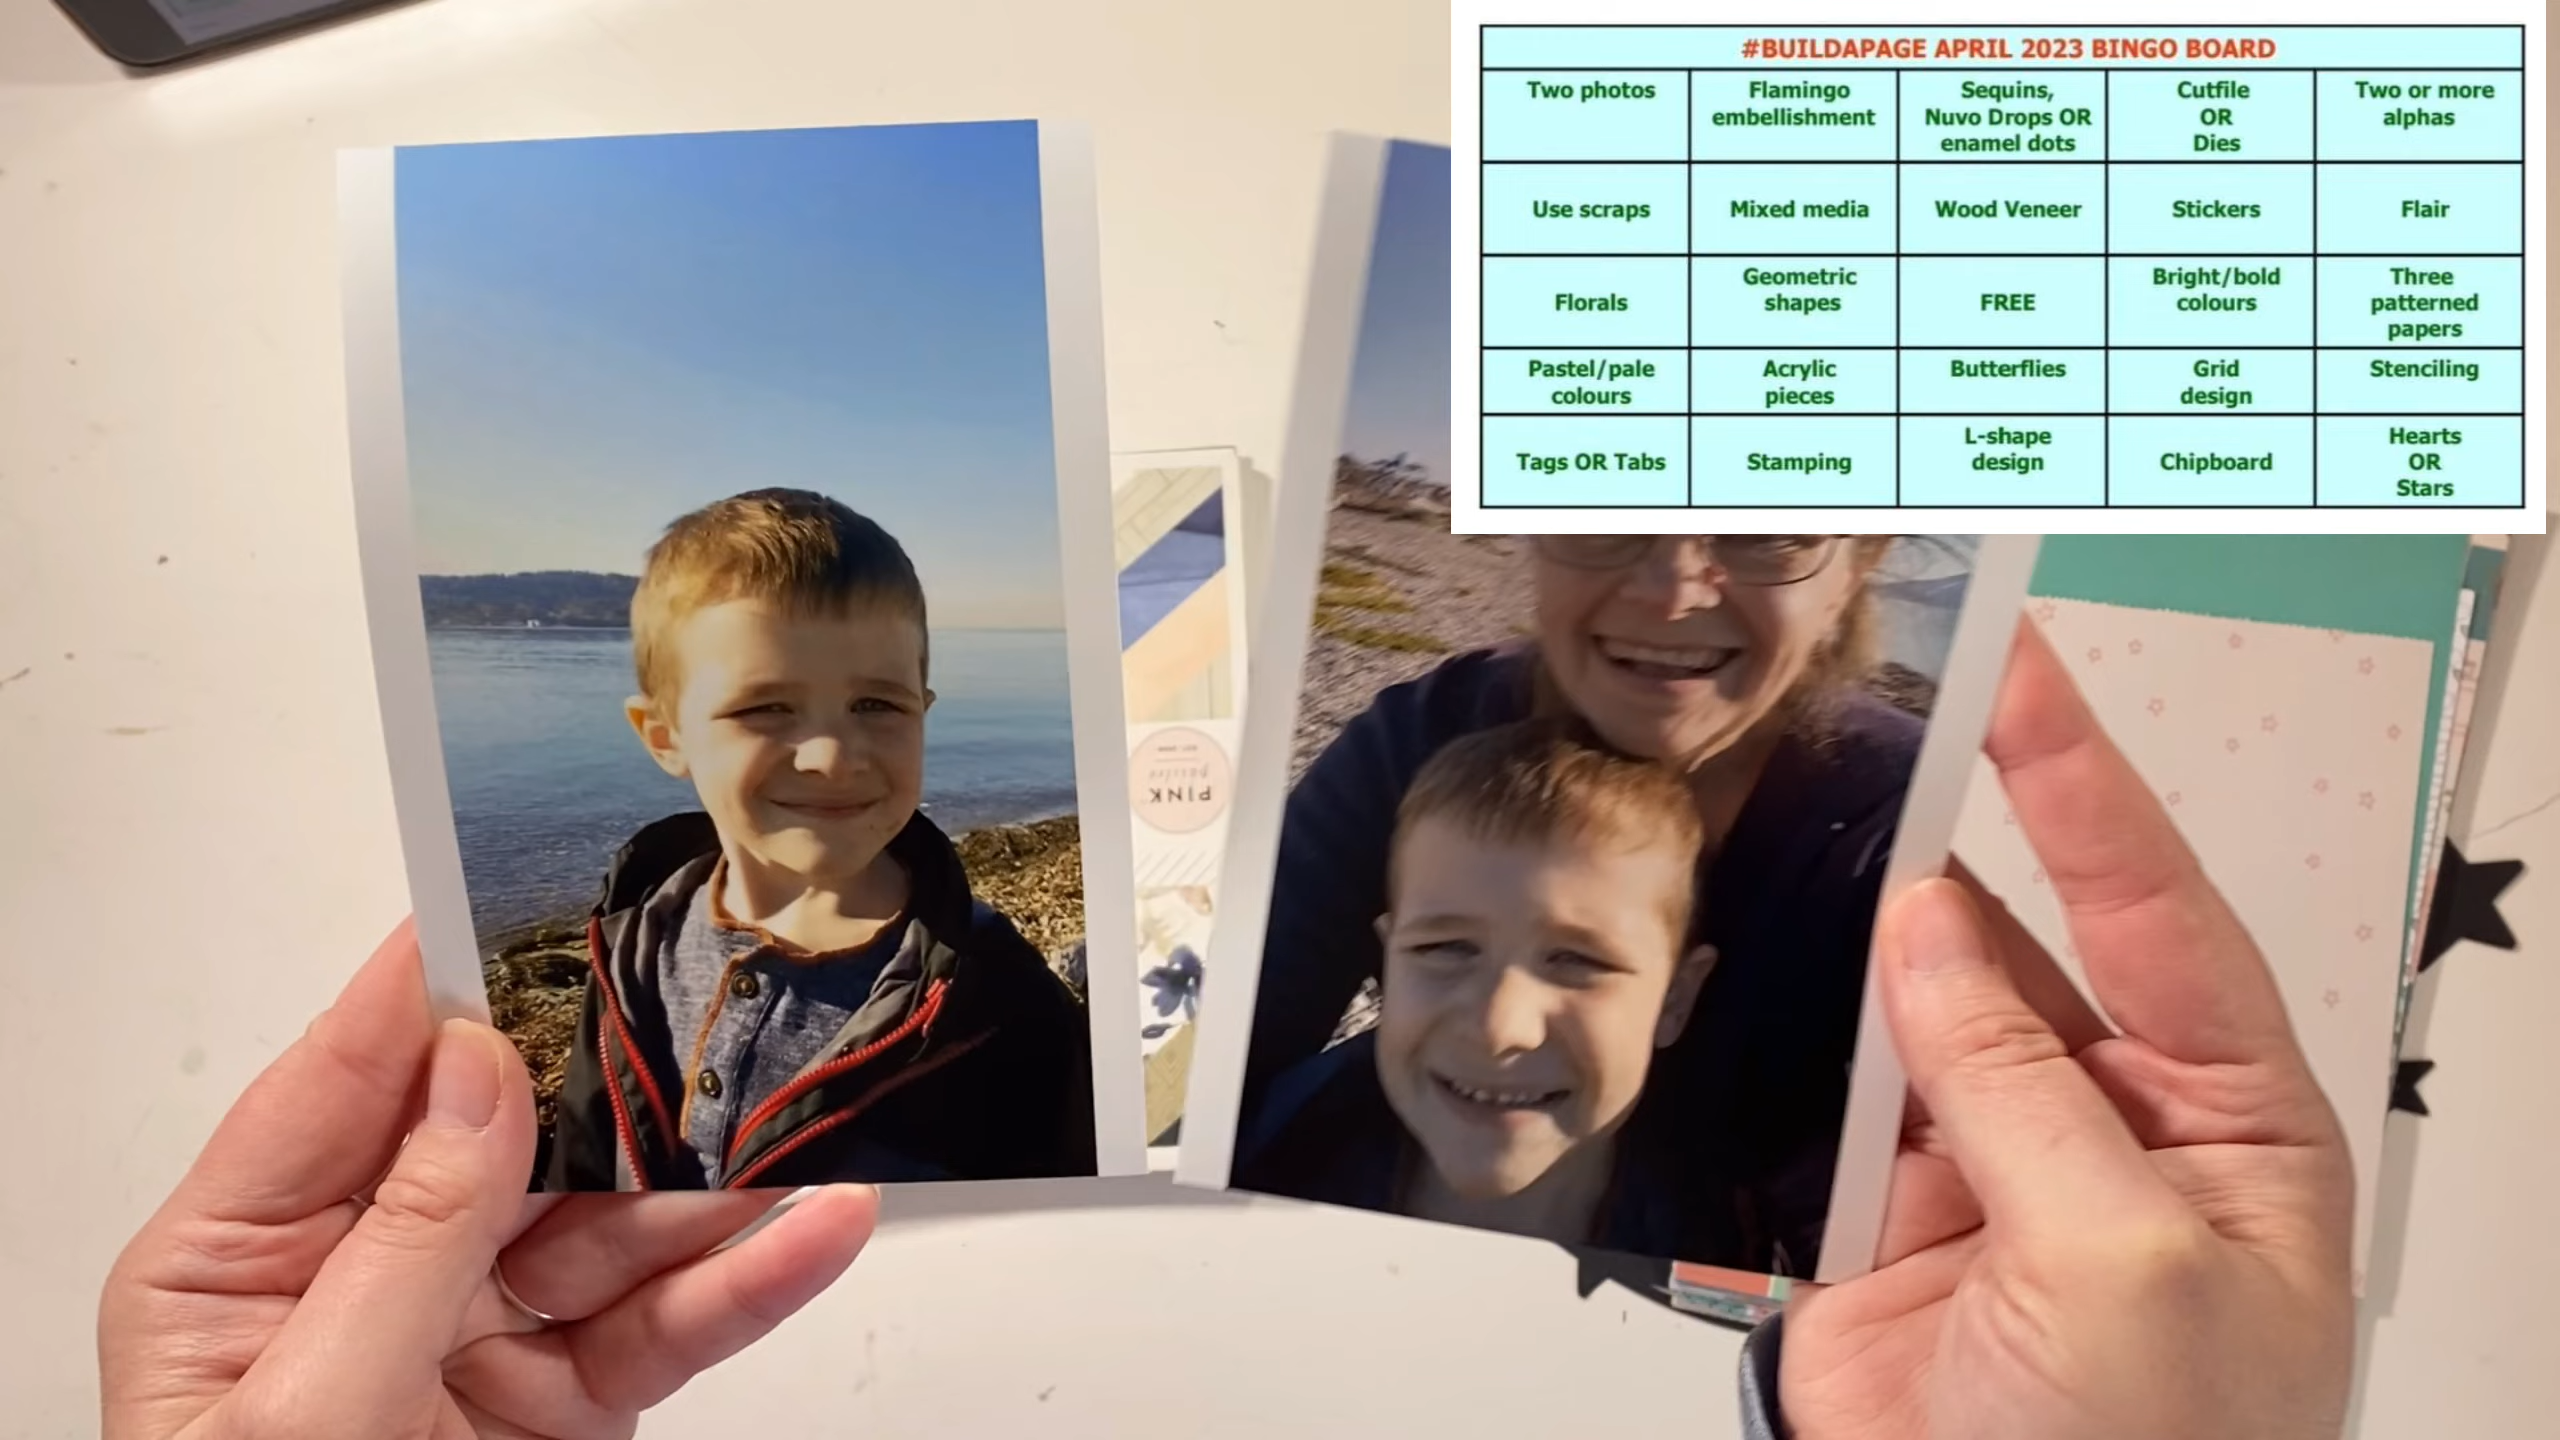 #BUILDAPAGE APRIL 2023 BINGO BOARD
Two photos
Flamingo
embellishment
Sequins,
Nuvo Drops OR
enamel dots
Cutfile
OR
Dies
Two or more
alphas
Use scraps
Mixed media
Wood Veneer
Stickers
Flair
Florals
Geometric
shapes
FREE
Bright/bold
colours
Three
patterned
papers
Pastel/pale
colours
Acrylic
pieces
Butterflies
Grid
design
Stenciling
Tags OR Tabs
Stamping
L-shape
design
Chipboard
Hearts
OR
Stars
PINK
paislee